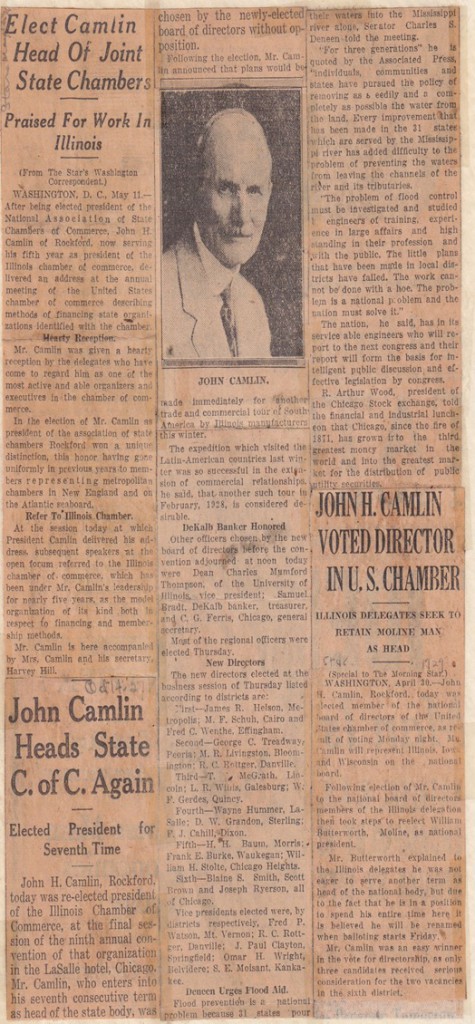 Elect Camlin
Head Of Joint
State Chambers
Praised For Work In
Illinois
(From The Star's Washington
Correspondent.)
WASHINGTON, D. C., May 11.—
After being elected president of the
National Association of State
Chambers of Commerce, John H.
Camlin of Rockford, now serving
his fifth year as president of the
Illinois chamber of commerce, de-
livered an address at the annual
meeting of the United States
chamber of commerce describing
methods of financing state organi-
zations identified with the chamber.
Hearty Reception.
Mr. Camlin was given a hearty
reception by the delegates who have
come to regard him as one of the
most active and able organizers and
executives in the chamber of com-
merce.
In the election of Mr. Camlin as
president of the association of state
chambers Rockford won a unique
distinction, this honor having gone
uniformly in previous years to mem-
bers representing metropolitan
chambers in New England and on
the Atlantic seaboard.
Refer To Illinois Chamber.
At the session today at which
President Camlin delivered his ad-
dress, subsequent speakers at the
open forum referred to the Illinois
chamber of commerce, which has
been under Mr. Camlin's leadership
for nearly five years, as the model
organization of its kind both in
respect to financing and member-
ship methods.
Mr. Camlin is here accompanied
by Mrs. Camlin and his secretary,
Harvey Hill.
John Camlin
Heads State
C. of C. Again
Elected President for
Seventh Time
John H. Camlin, Rockford,
today was re-elected president
of the Illinois Chamber of
Commerce, at the final ses-
sion of the ninth annual con-
vention of that organization
in the LaSalle hotel, Chicago.
Mr. Camlin, who enters into
his seventh consecutive term
as head of the state body, was
chosen by the newly-elected
board of directors without op-
position.
Following the election, Mr. Cam-
lin announced that plans would be
JOHN CAMLIN.
made immediately for another
trade and commercial tour of South
America by Illinois manufacturers
this winter.
The expedition which visited the
Latin-American countries last win-
ter was so successful in the expan-
sion of commercial relationships,
he said, that another such tour in
February, 1928, is considered de-
sirable.
DeKalb Banker Honored
Other officers chosen by the new
board of directors before the con-
vention adjourned at noon today
were Dean Charles Manford
Thompson, of the University of
Illinois, vice president; Samuel
Bradt, DeKalb banker, treasurer,
and C. G. Ferris, Chicago, general
secretary.
Most of the regional officers were
elected Thursday.
New Directors
The new directors elected at the
business session of Thursday listed
according to districts are:
First—James R. Helson, Me-
tropolis; M. F. Schuh, Cairo and
Fred C. Wenthe, Effingham.
Second—George C. Treadway,
Peoria; M. R. Livingston, Bloom-
ington; R. C. Rottger, Danville.
Third—T. McGrath, Lin-
coln; L. R. Wims, Galesburg; W.
F. Gerdes, Quincy.
Fourth—Wayne Hummer, La-
Salle; D. W. Grandon, Sterling;
F. J. Cahill, Dixon.
Fifth—H. H. Baum, Morris;
Frank E. Burke, Waukegan; Wil-
liam H. Nolte, Chicago Heights.
Sixth—Blaine S. Smith, Scott
Brown and Joseph Ryerson, all
of Chicago.
Vice presidents elected were, by
districts respectively, Fred P.
Watson, Mt. Vernon; R. C. Rott-
ger, Danville; J. Paul Clayton,
Springfield; Omar H. Wright,
Belvidere; S. E. Moisant, Kanka-
kee.
Deneen Urges Flood Aid.
Flood prevention is a national
problem because 31 states pour
their waters into the Mississippi
river alone, Senator Charles S.
Deneen told the meeting.
"For three generations" he is
quoted by the Associated Press,
"individuals, communities and
states have pursued the policy of
removing as speedily and a com-
pletely as possible the water from
the land. Every improvement that
has been made in the 31 states
which are served by the Mississip-
pi river has added difficulty to the
problem of preventing the waters
from leaving the channels of the
river and its tributaries.
"The problem of flood control
must be investigated and studied
engineers of training, experi-
ence in large affairs and high
standing in their profession and
with the public. The little plans
that have been made in local dis-
tricts have failed. The work can-
not be done with a hoe. The prob-
lem is a national problem and the
nation must solve it."
The nation, he said, has in its
service able engineers who will re-
port to the next congress and their
report will form the basis for in-
telligent public discussion and ef-
fective legislation by congress.
R. Arthur Wood, president of
the Chicago Stock exchange, told
the financial and industrial lunch-
eon that Chicago, since the fire of
1871, has grown into the third
greatest money market in the
world and into the greatest mar-
ket for the distribution of public
utility securities.
JOHN H. CAMLIN
VOTED DIRECTOR
IN U. S. CHAMBER
ILLINOIS DELEGATES SEEK TO
RETAIN MOLINE MAN
AS HEAD
1929
(Special to The Morning Star.)
WASHINGTON, April 30.—John
H. Camlin, Rockford, today was
elected member of the national
board of directors of the United
States chamber of commerce, as re-
sult of voting Monday night. Mr.
Camlin will represent Illinois, Iowa
and Wisconsin on the national
board.
Following election of Mr. Camlin
to the national board of directors
members of the Illinois delegation
then took steps to reelect William
Butterworth, Moline, as national
president.
Mr. Butterworth explained to
the Illinois delegates he was not
eager to serve another term as
head of the national body, but due
to the fact that he is in a position
to spend his entire time here it
is believed he will be renamed
when balloting starts Friday.
Mr. Camlin was an easy winner
in the vote for directorship, as only
three candidates received serious
consideration for the two vacancies
in the sixth district.